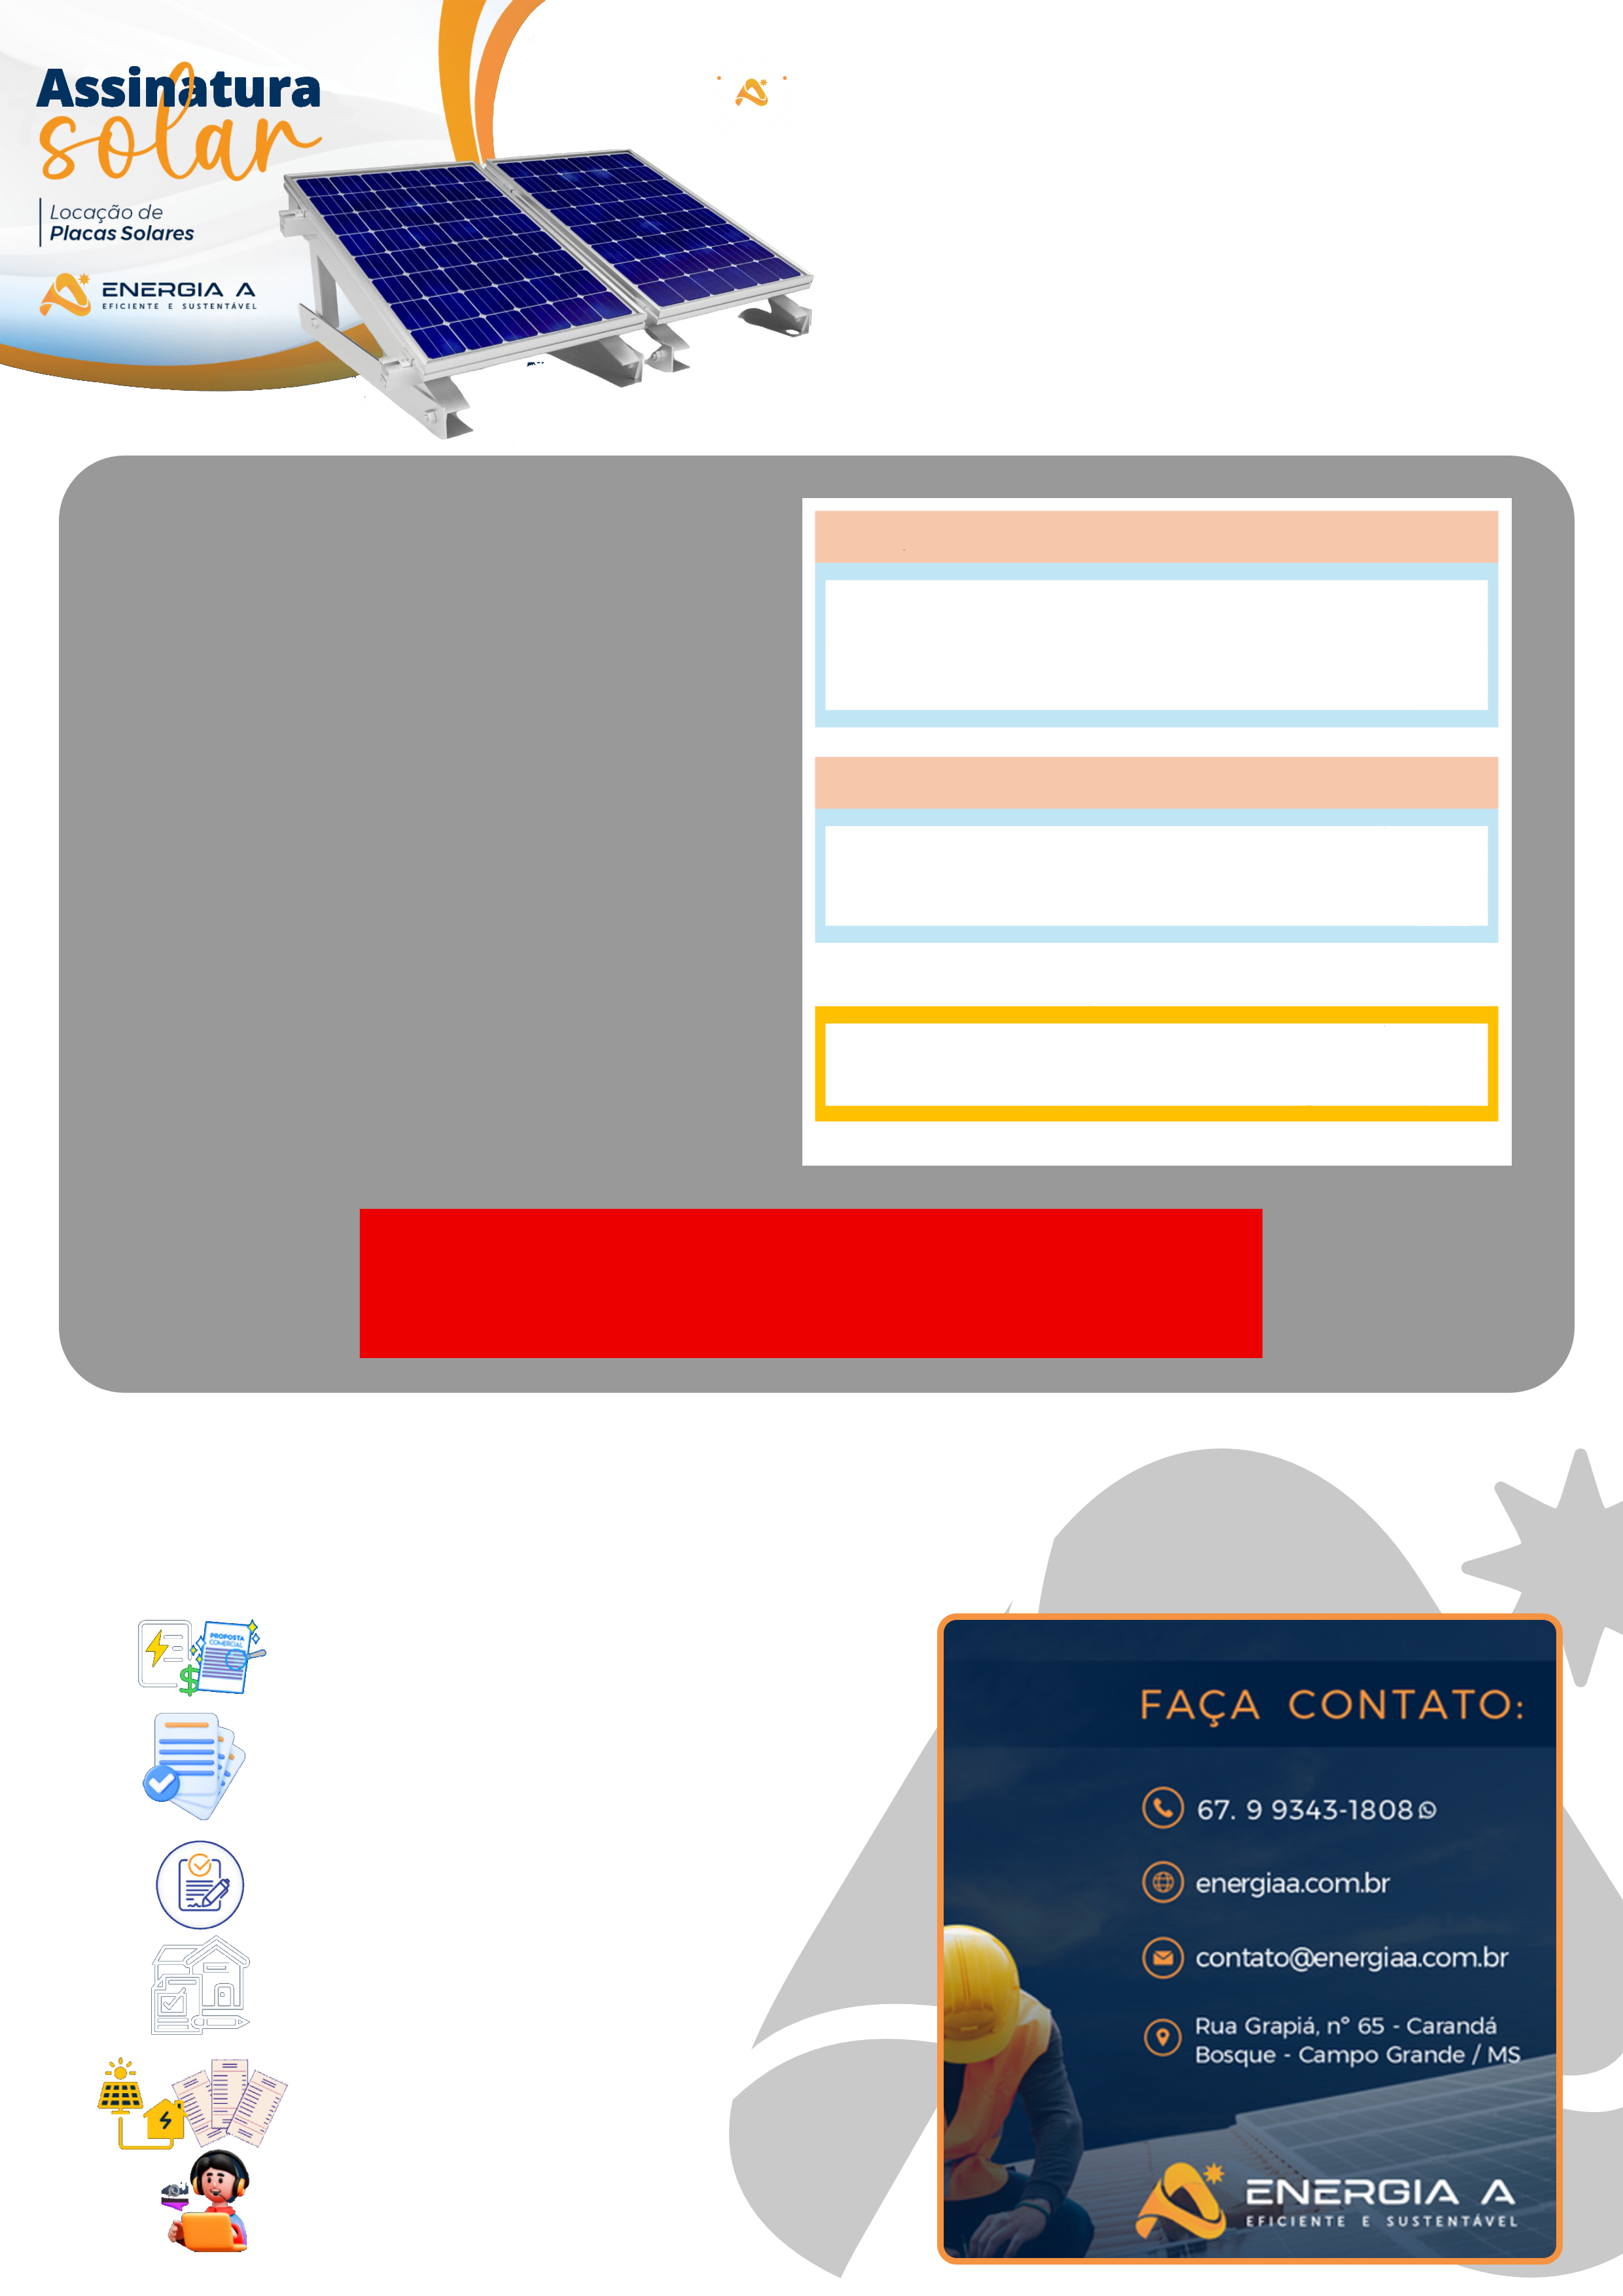 Assinatura
solar
Locação de
Placas Solares
ENERGIA A
EFICIENTE E SUSTENTÁVEL
PROPOSTA
COMERCIAL
FAÇA CONTATO:
67. 9 9343-1808
energiaa.com.br
contato@energiaa.com.br
Rua Grapiá, nº 65 - Carandá
Bosque - Campo Grande / MS
ENERGIA A
EFICIENTE E SUSTENTÁVEL